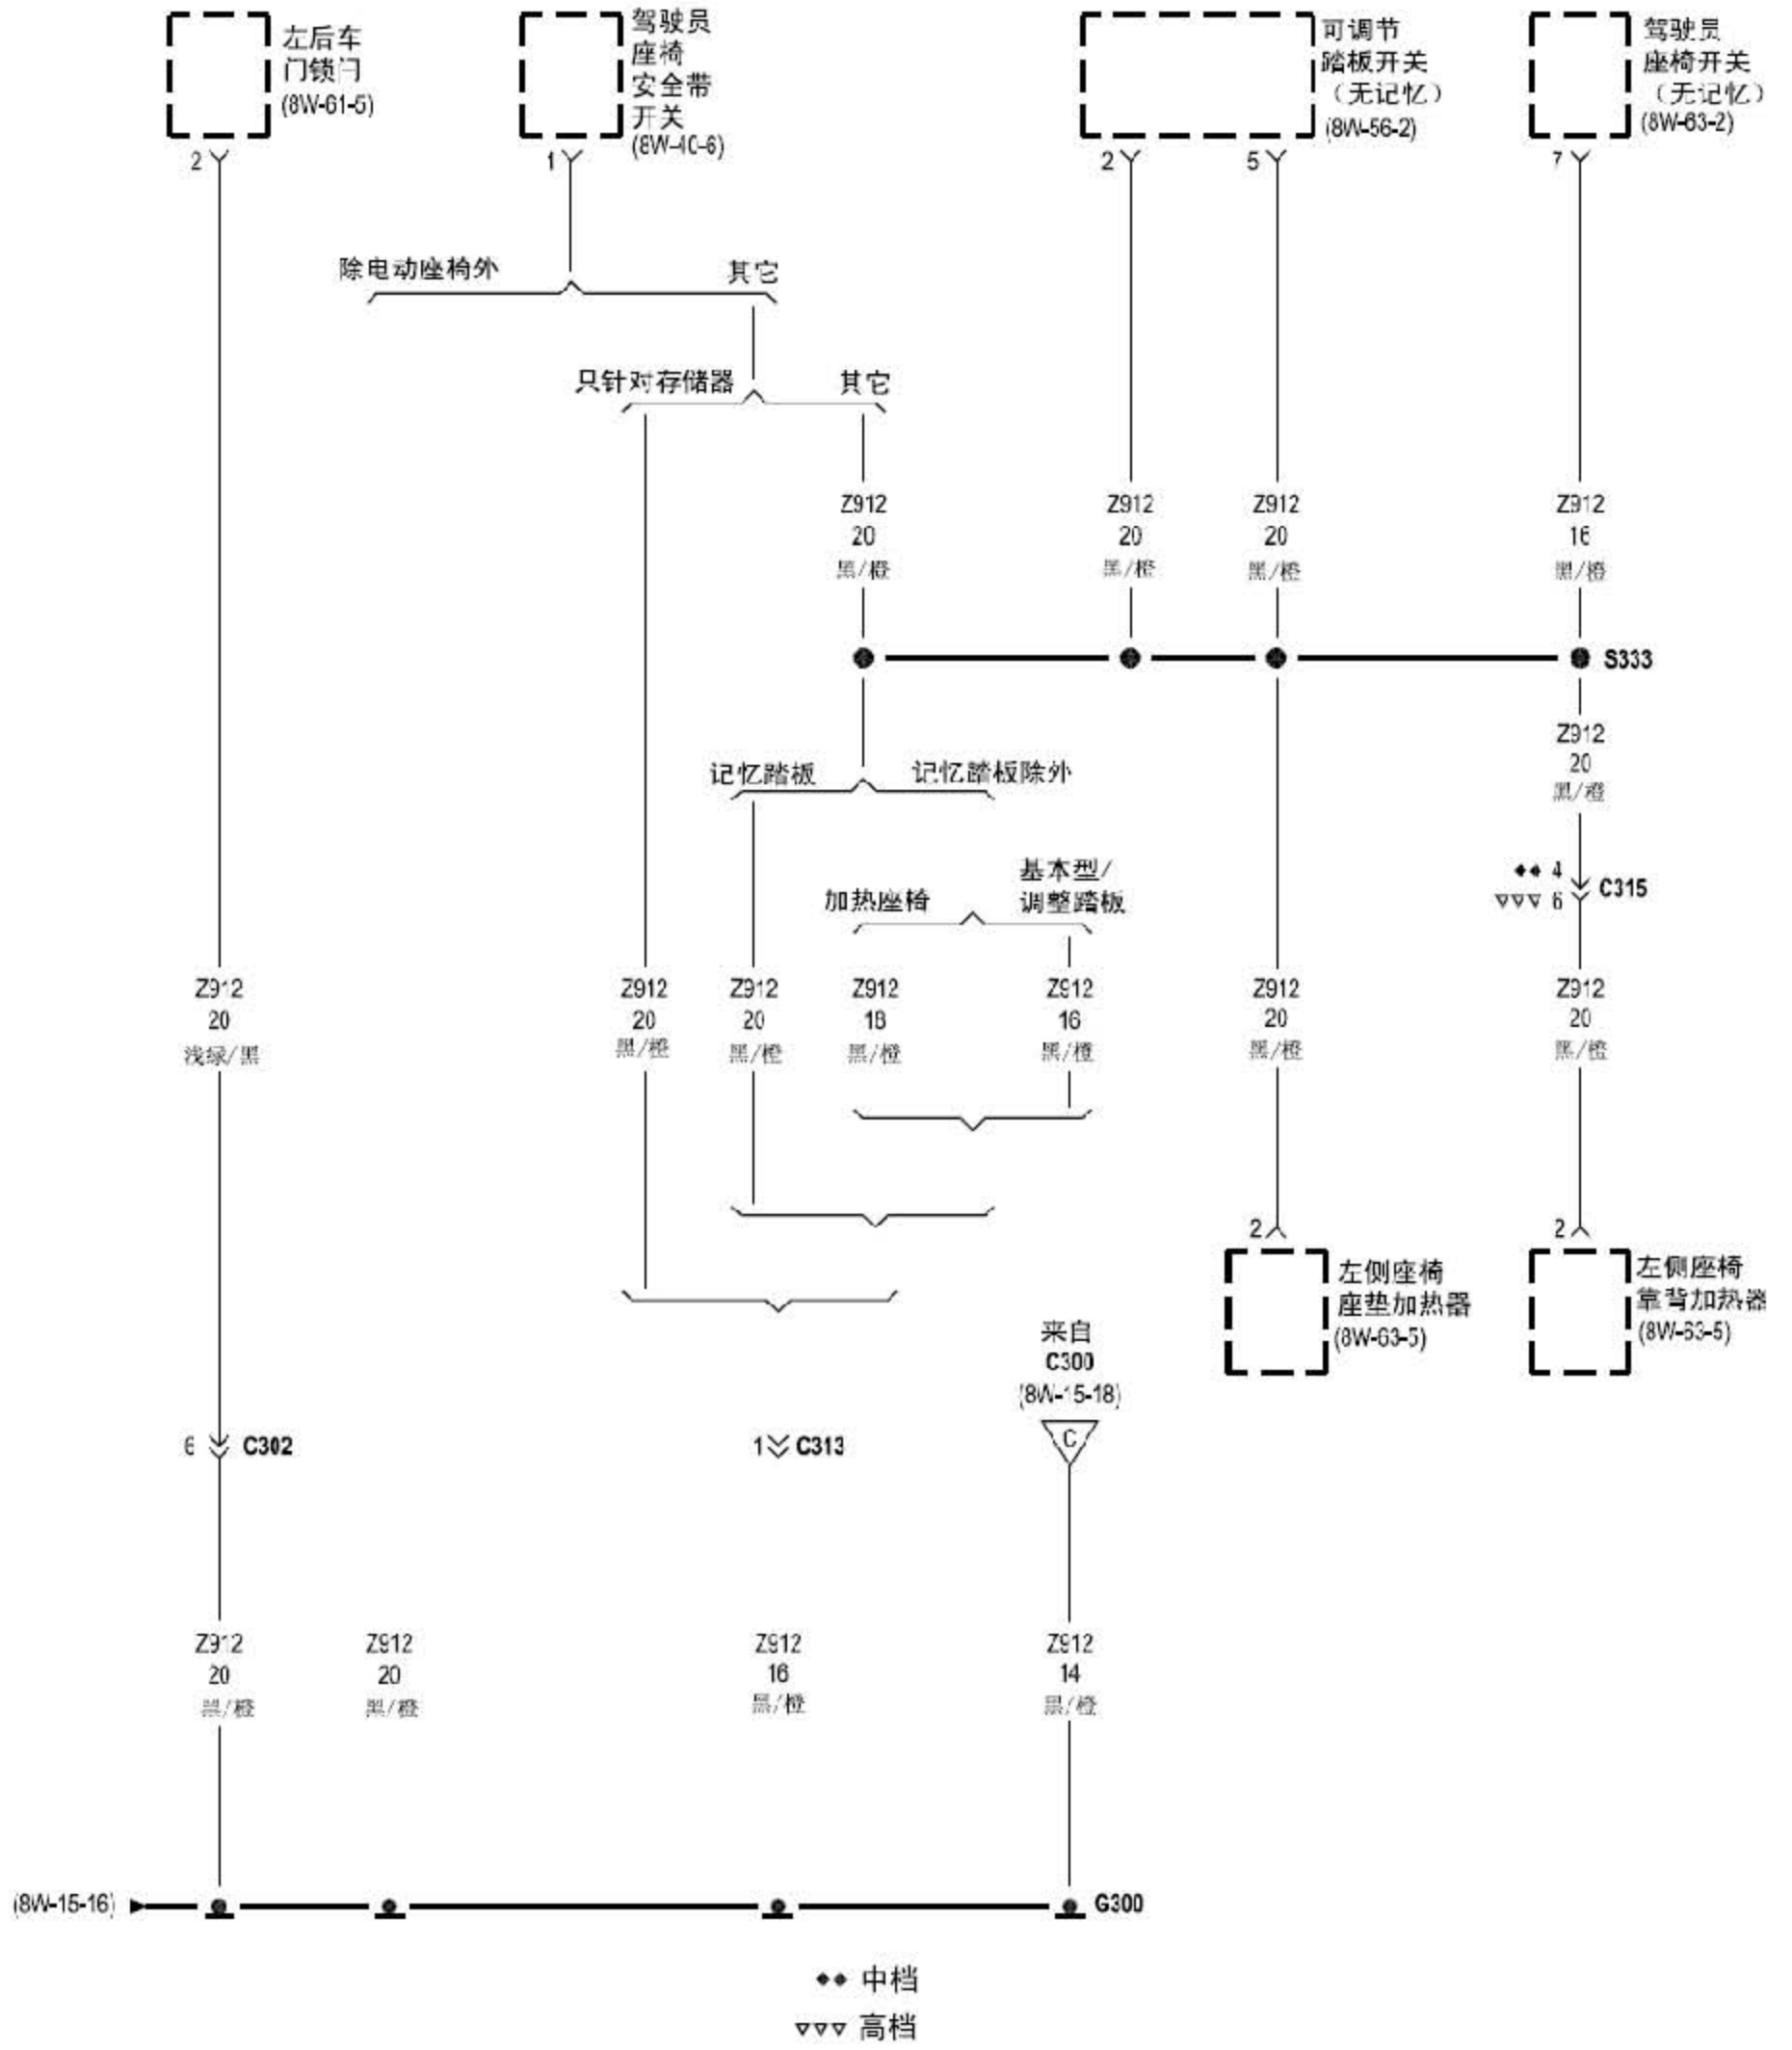 左后车
门锁闩
(8W-61-5)
驾驶员
座椅
安全带
开关
(8W-40-6)
可调节
踏板开关
（无记忆）
(8W-56-2)
驾驶员
座椅开关
（无记忆）
(8W-63-2)
2
1
2
5
7
除电动座椅外
其它
只针对存储器
其它
Z912
20
黑/橙
Z912
20
黑/橙
Z912
20
黑/橙
Z912
16
黑/橙
S333
Z912
20
黑/橙
记忆踏板
记忆踏板除外
4
6
C315
加热座椅
基本型/
调整踏板
Z912
20
浅绿/黑
Z912
20
黑/橙
Z912
20
黑/橙
Z912
18
黑/橙
Z912
16
黑/橙
Z912
20
黑/橙
Z912
20
黑/橙
2
左侧座椅
座垫加热器
(8W-63-5)
2
左侧座椅
靠背加热器
(8W-63-5)
来自
C300
(8W-15-18)
C
6
C302
1
C313
Z912
20
黑/橙
Z912
20
黑/橙
Z912
16
黑/橙
Z912
14
黑/橙
(8W-15-16)
G300
中档
高档